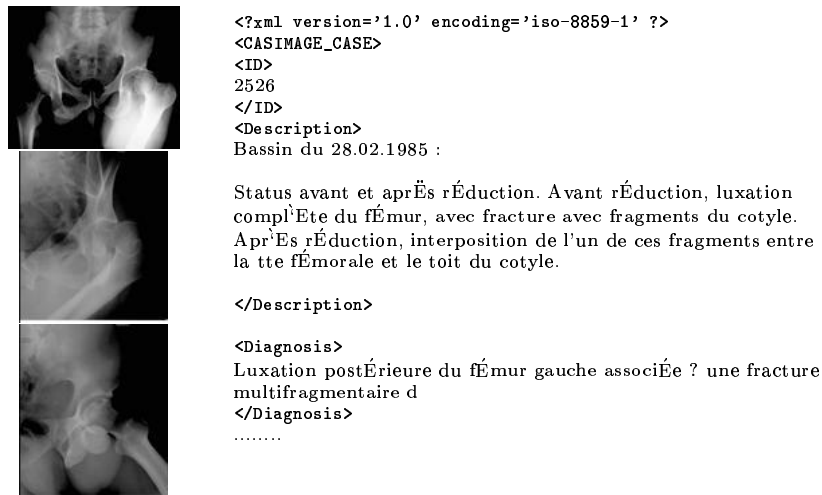 <?xml version='1.0' encoding='iso-8859-1' ?>
<CASIMAGE_CASE>
<ID>
2526
</ID>
<Description>
Bassin du 28.02.1985 :
Status avant et aprËs rÉduction. Avant rÉduction, luxation
compl`Ete du fÉmur, avec fracture avec fragments du cotyle.
Apr`Es rÉduction, interposition de l'un de ces fragments entre
la tte fÉmorale et le toit du cotyle.
</Description>
<Diagnosis>
Luxation postÉrieure du fÉmur gauche associÉe ? une fracture
multifragmentaire d
</Diagnosis>
........